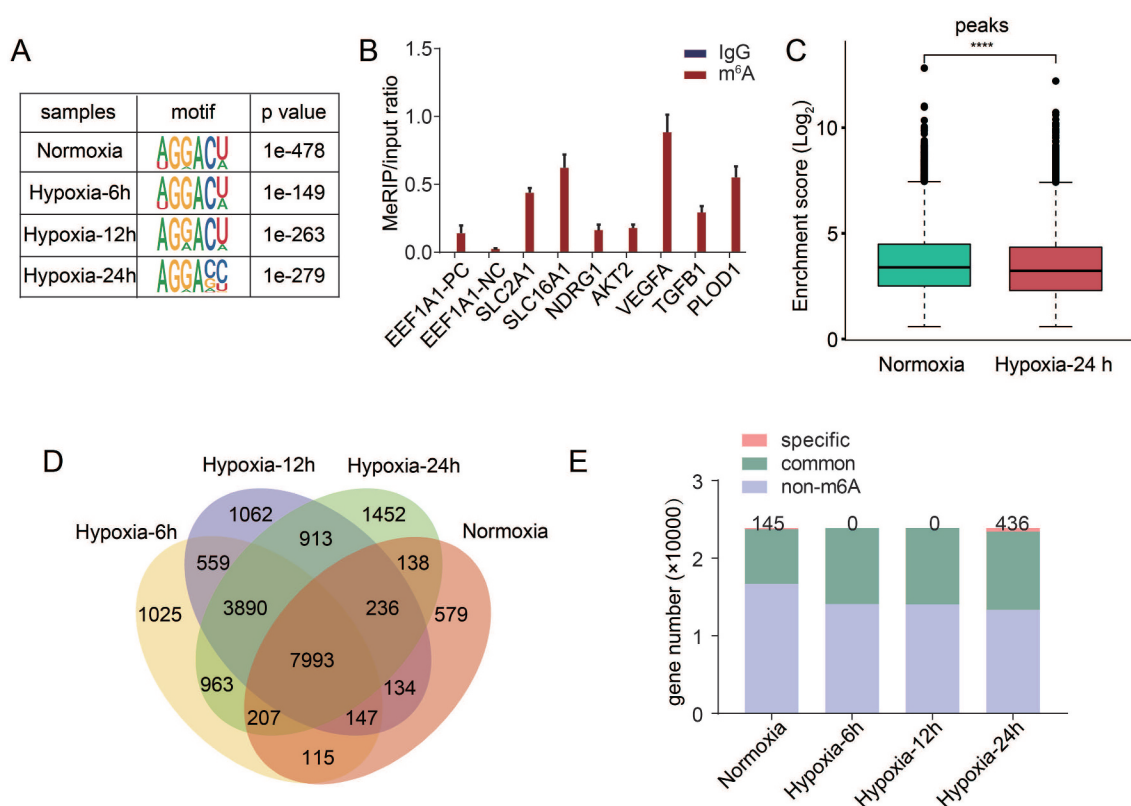 A
samples motif p value
Normoxia AGGACU 1e-478
Hypoxia-6h AGGACU 1e-149
Hypoxia-12h AGGACU 1e-263
Hypoxia-24h AGGACC 1e-279
B
IgG
m⁶A
MeRIP/input ratio
1.5
1.0
0.5
0.0
EEF1A1-PC
EEF1A1-NC
SLC2A1
SLC16A1
NDRG1
AKT2
VEGFA
TGFB1
PLOD1
C
peaks
****
Enrichment score (Log₂)
10
5
0
Normoxia Hypoxia-24 h
D
Hypoxia-12h
Hypoxia-24h
Hypoxia-6h
Normoxia
1062
1452
913
559
138
3890
236
1025
579
7993
963
134
207
147
115
E
specific
common
non-m6A
gene number (×10000)
3
2
1
0
145 0 0 436
Normoxia
Hypoxia-6h
Hypoxia-12h
Hypoxia-24h